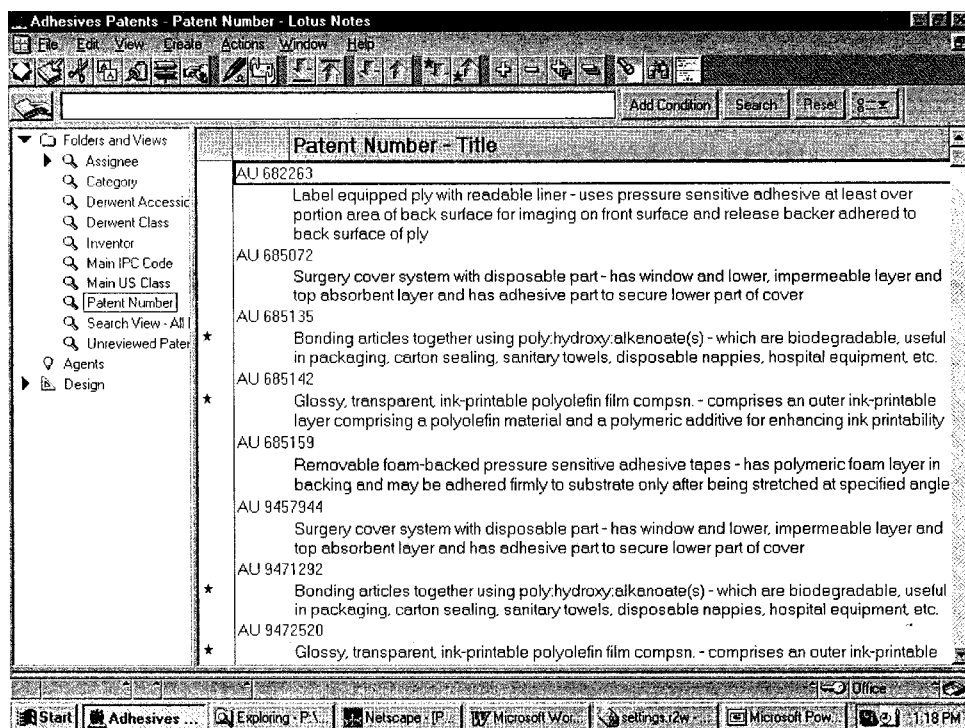 Adhesives Patents - Patent Number - Lotus Notes
File Edit View Create Actions Window Help
Add Condition Search Reset
Folders and Views
Assignee
Category
Derwent Accessic
Derwent Class
Inventor
Main IPC Code
Main US Class
Patent Number
Search View - All
Unreviewed Pater
Agents
Design
Patent Number - Title
AU 682263
Label equipped ply with readable liner - uses pressure sensitive adhesive at least over
portion area of back surface for imaging on front surface and release backer adhered to
back surface of ply
AU 685072
Surgery cover system with disposable part - has window and lower, impermeable layer and
top absorbent layer and has adhesive part to secure lower part of cover
AU 685135
Bonding articles together using poly:hydroxy:alkanoate(s) - which are biodegradable, useful
in packaging, carton sealing, sanitary towels, disposable nappies, hospital equipment, etc.
AU 685142
Glossy, transparent, ink-printable polyolefin film compsn. - comprises an outer ink-printable
layer comprising a polyolefin material and a polymeric additive for enhancing ink printability
AU 685159
Removable foam-backed pressure sensitive adhesive tapes - has polymeric foam layer in
backing and may be adhered firmly to substrate only after being stretched at specified angle
AU 9457944
Surgery cover system with disposable part - has window and lower, impermeable layer and
top absorbent layer and has adhesive part to secure lower part of cover
AU 9471292
Bonding articles together using poly:hydroxy:alkanoate(s) - which are biodegradable, useful
in packaging, carton sealing, sanitary towels, disposable nappies, hospital equipment, etc.
AU 9472520
Glossy, transparent, ink-printable polyolefin film compsn. - comprises an outer ink-printable
Office
Start Adhesives ... Exploring - P:\... Netscape - [P... Microsoft Wor... settings.r2w -... Microsoft Pow... 1:18 PM